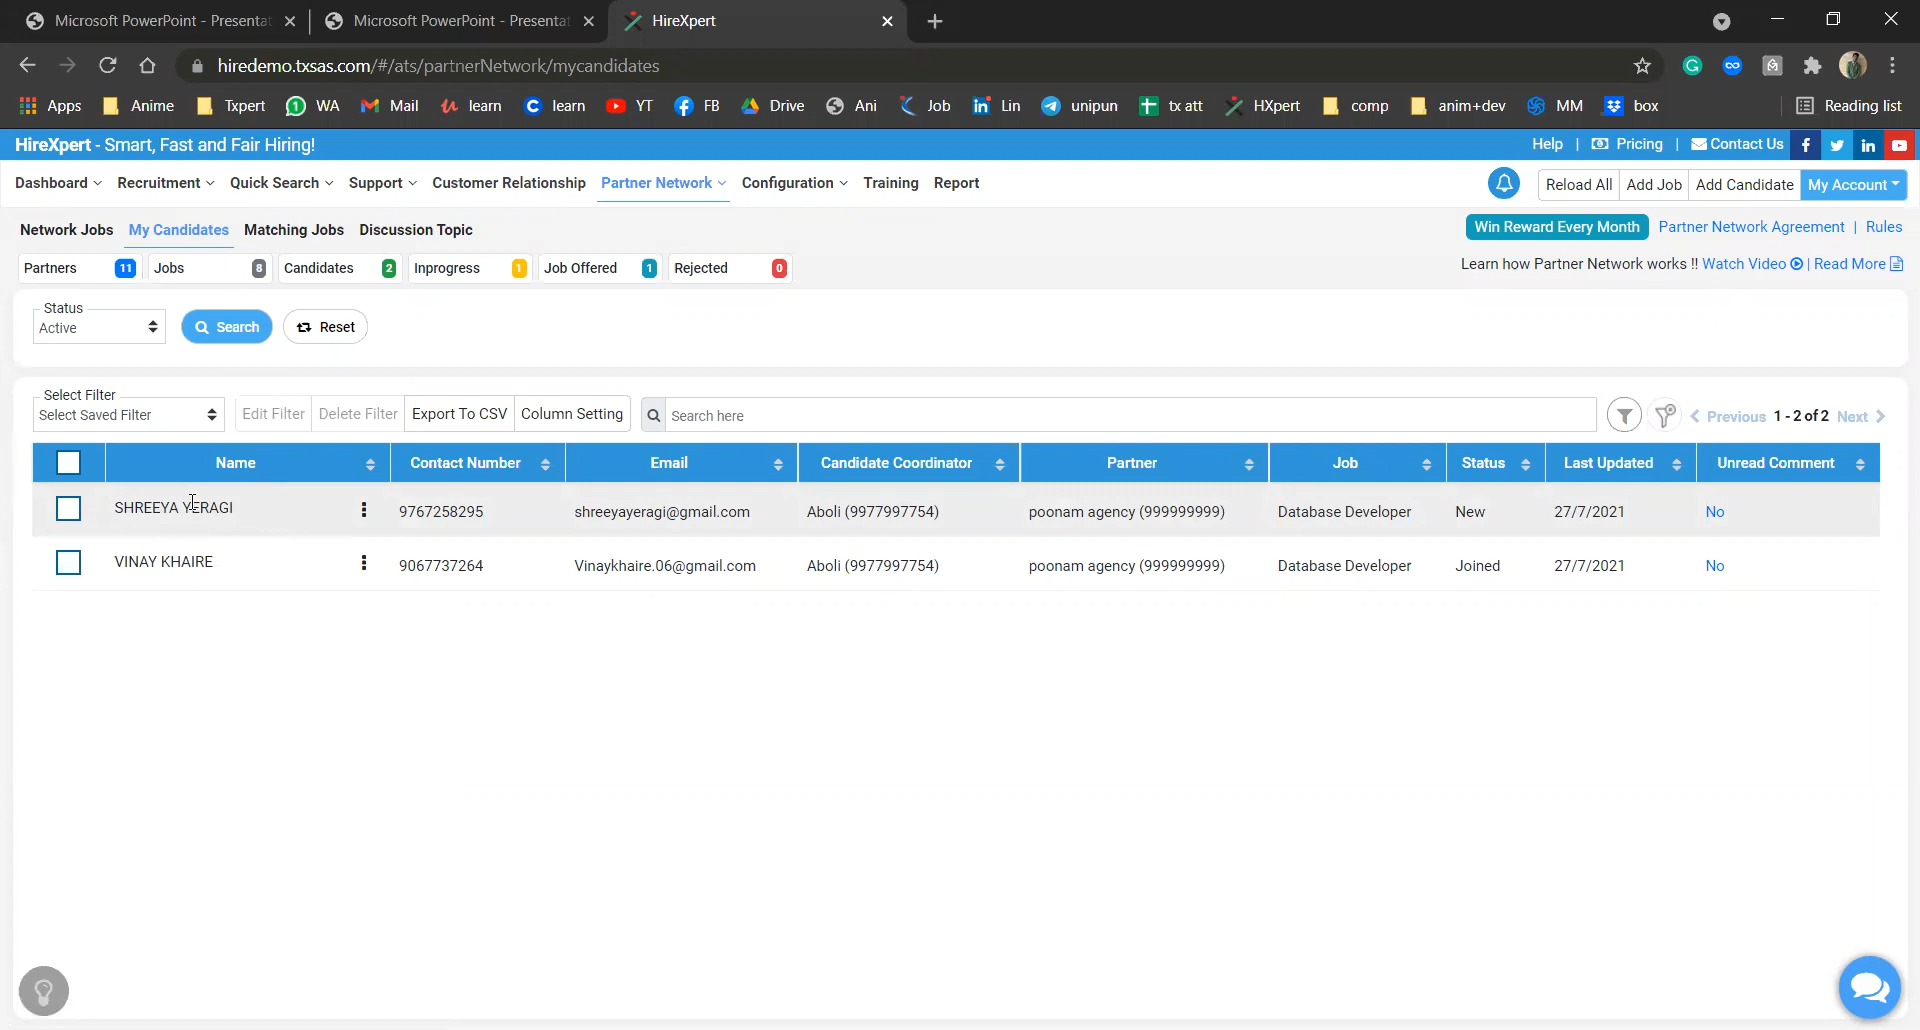 Microsoft PowerPoint - Presentat
Microsoft PowerPoint - Presentat
HireXpert
hiredemo.txsas.com/#/ats/partnerNetwork/mycandidates
Apps Anime Txpert WA Mail learn learn YT FB Drive Ani Job Lin unipun tx att HXpert comp anim+dev MM box Reading list
HireXpert - Smart, Fast and Fair Hiring!
Help | Pricing | Contact Us
Dashboard Recruitment Quick Search Support Customer Relationship Partner Network Configuration Training Report
Reload All Add Job Add Candidate My Account
Network Jobs My Candidates Matching Jobs Discussion Topic
Win Reward Every Month Partner Network Agreement | Rules
Partners 11 Jobs 8 Candidates 2 Inprogress 1 Job Offered 1 Rejected 0
Learn how Partner Network works !! Watch Video | Read More
Status
Active
Search
Reset
Select Filter
Select Saved Filter
Edit Filter Delete Filter Export To CSV Column Setting
Search here
Previous 1 - 2 of 2 Next
Name Contact Number Email Candidate Coordinator Partner Job Status Last Updated Unread Comment
SHREEYA YERAGI 9767258295 shreeyayeragi@gmail.com Aboli (9977997754) poonam agency (999999999) Database Developer New 27/7/2021 No
VINAY KHAIRE 9067737264 Vinaykhaire.06@gmail.com Aboli (9977997754) poonam agency (999999999) Database Developer Joined 27/7/2021 No